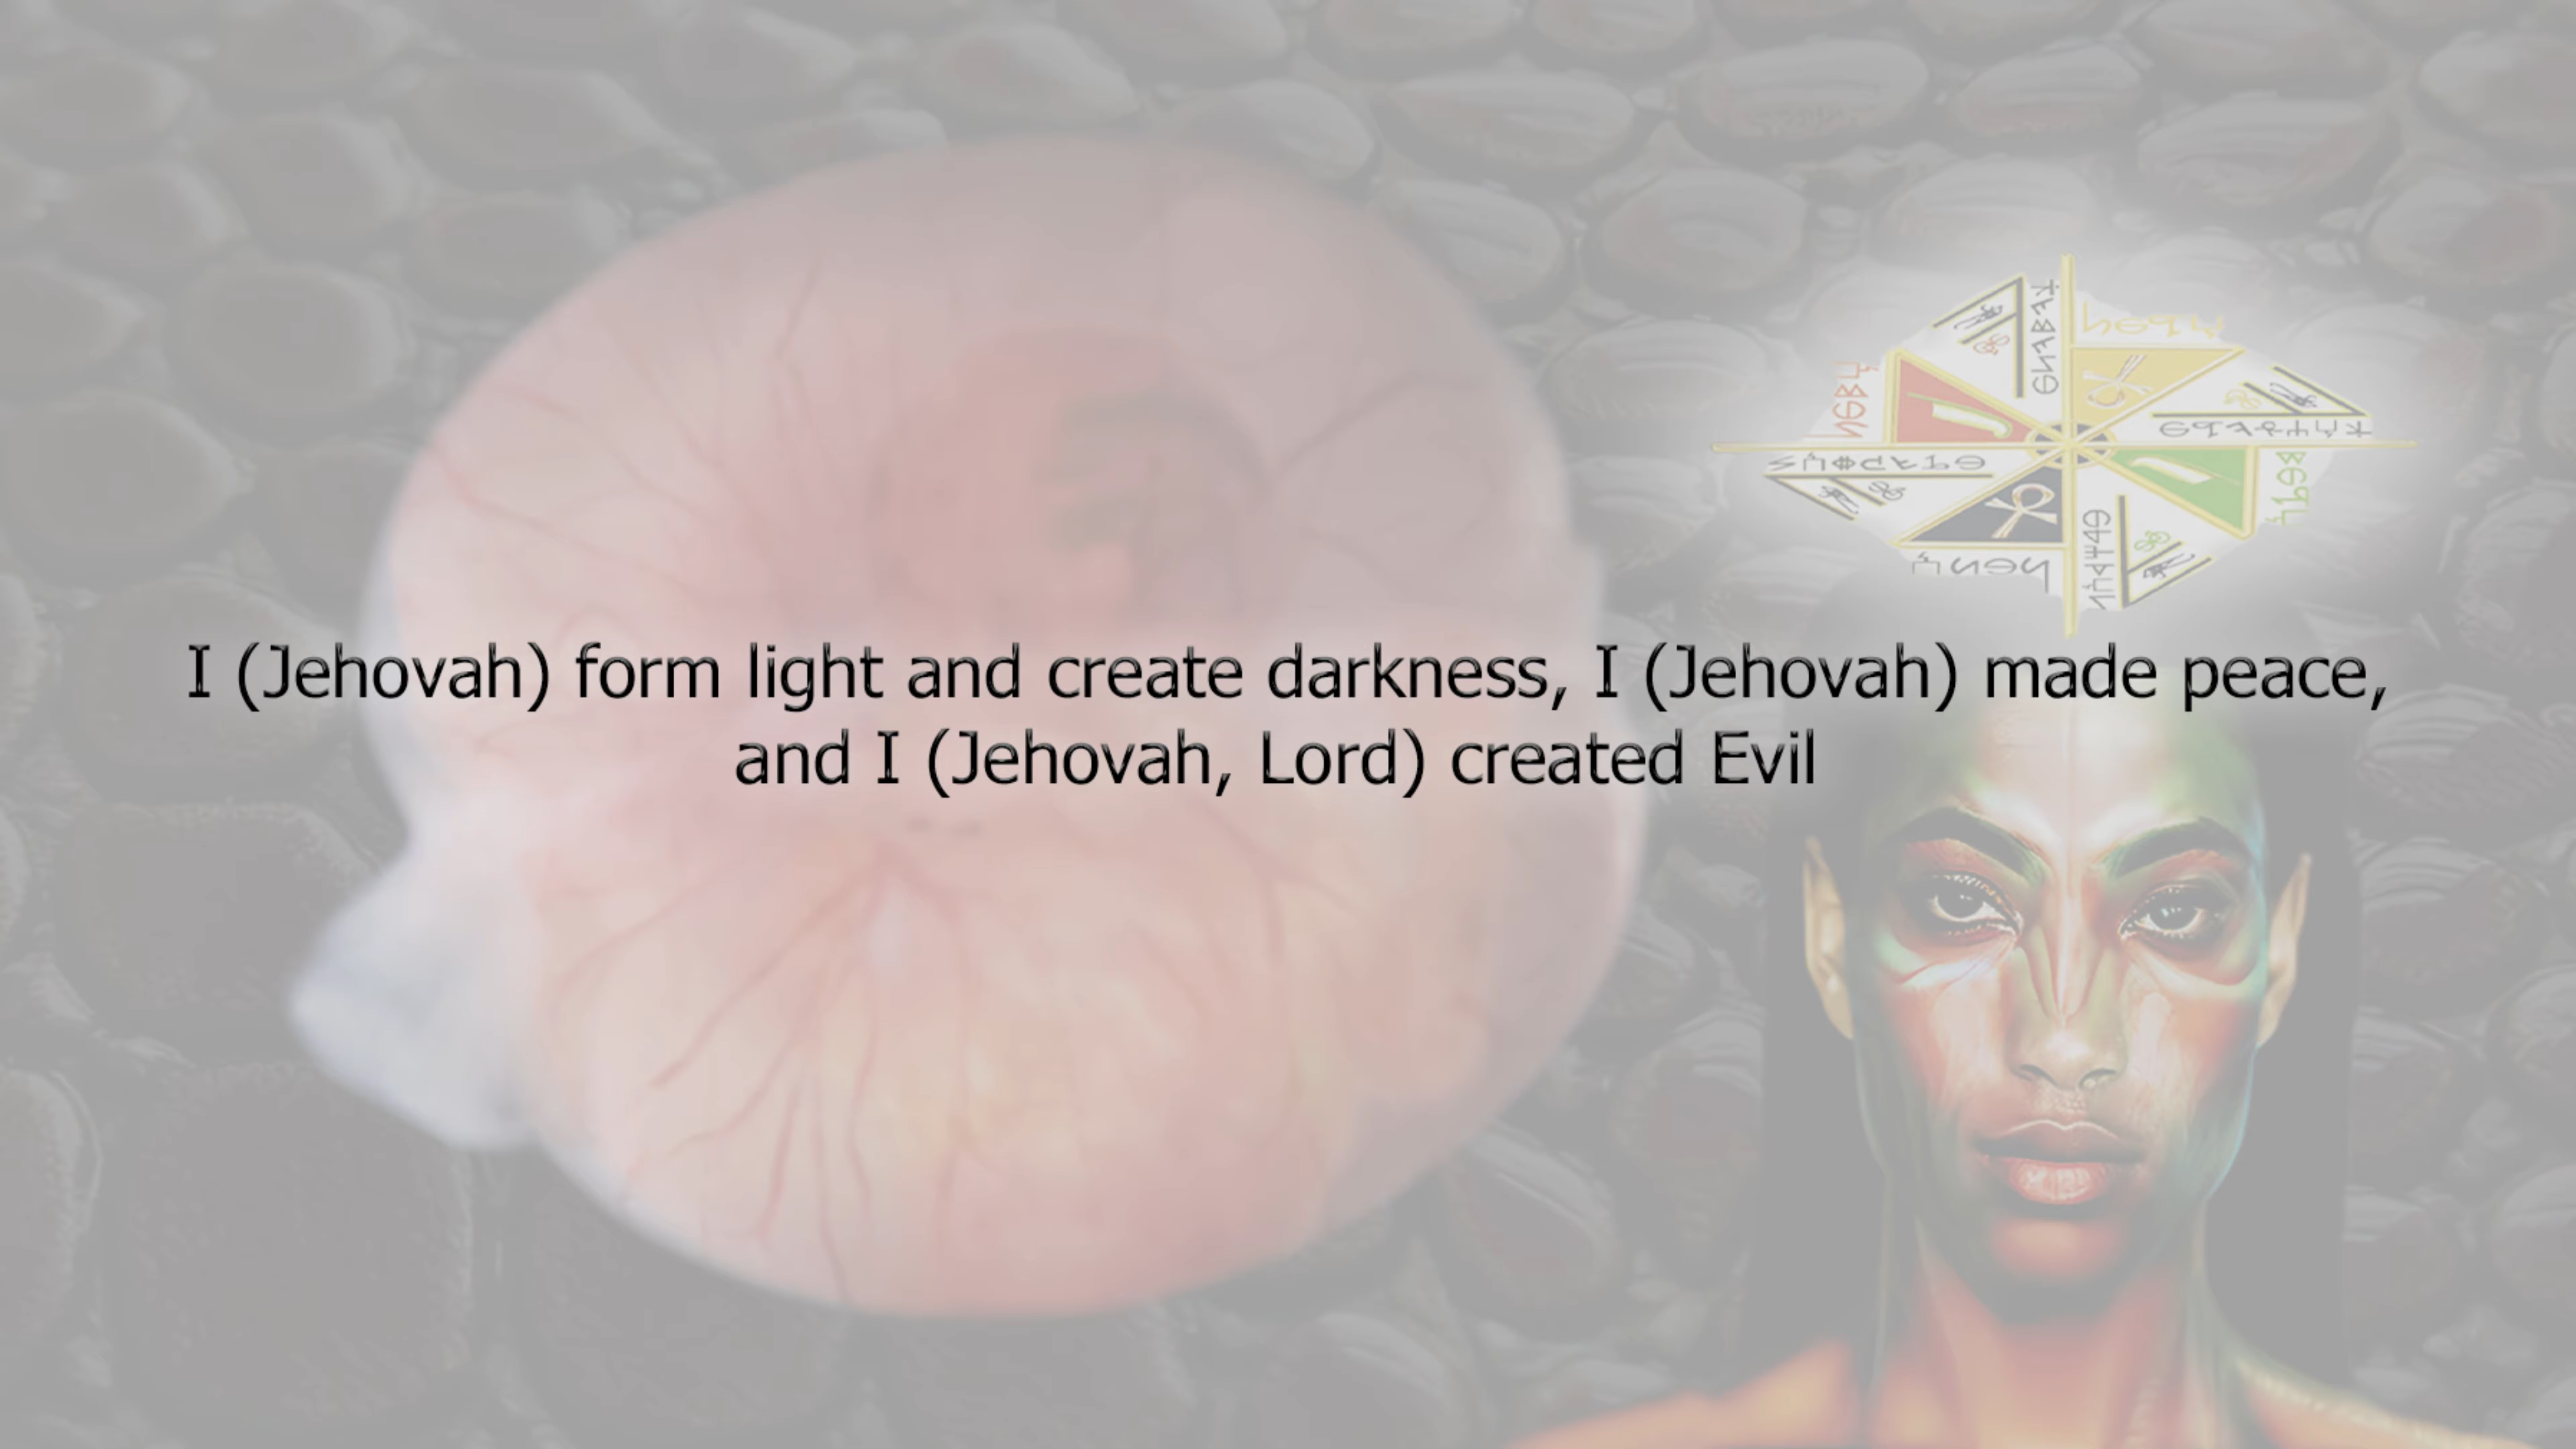 I (Jehovah) form light and create darkness, I (Jehovah) made peace,
and I (Jehovah, Lord) created Evil